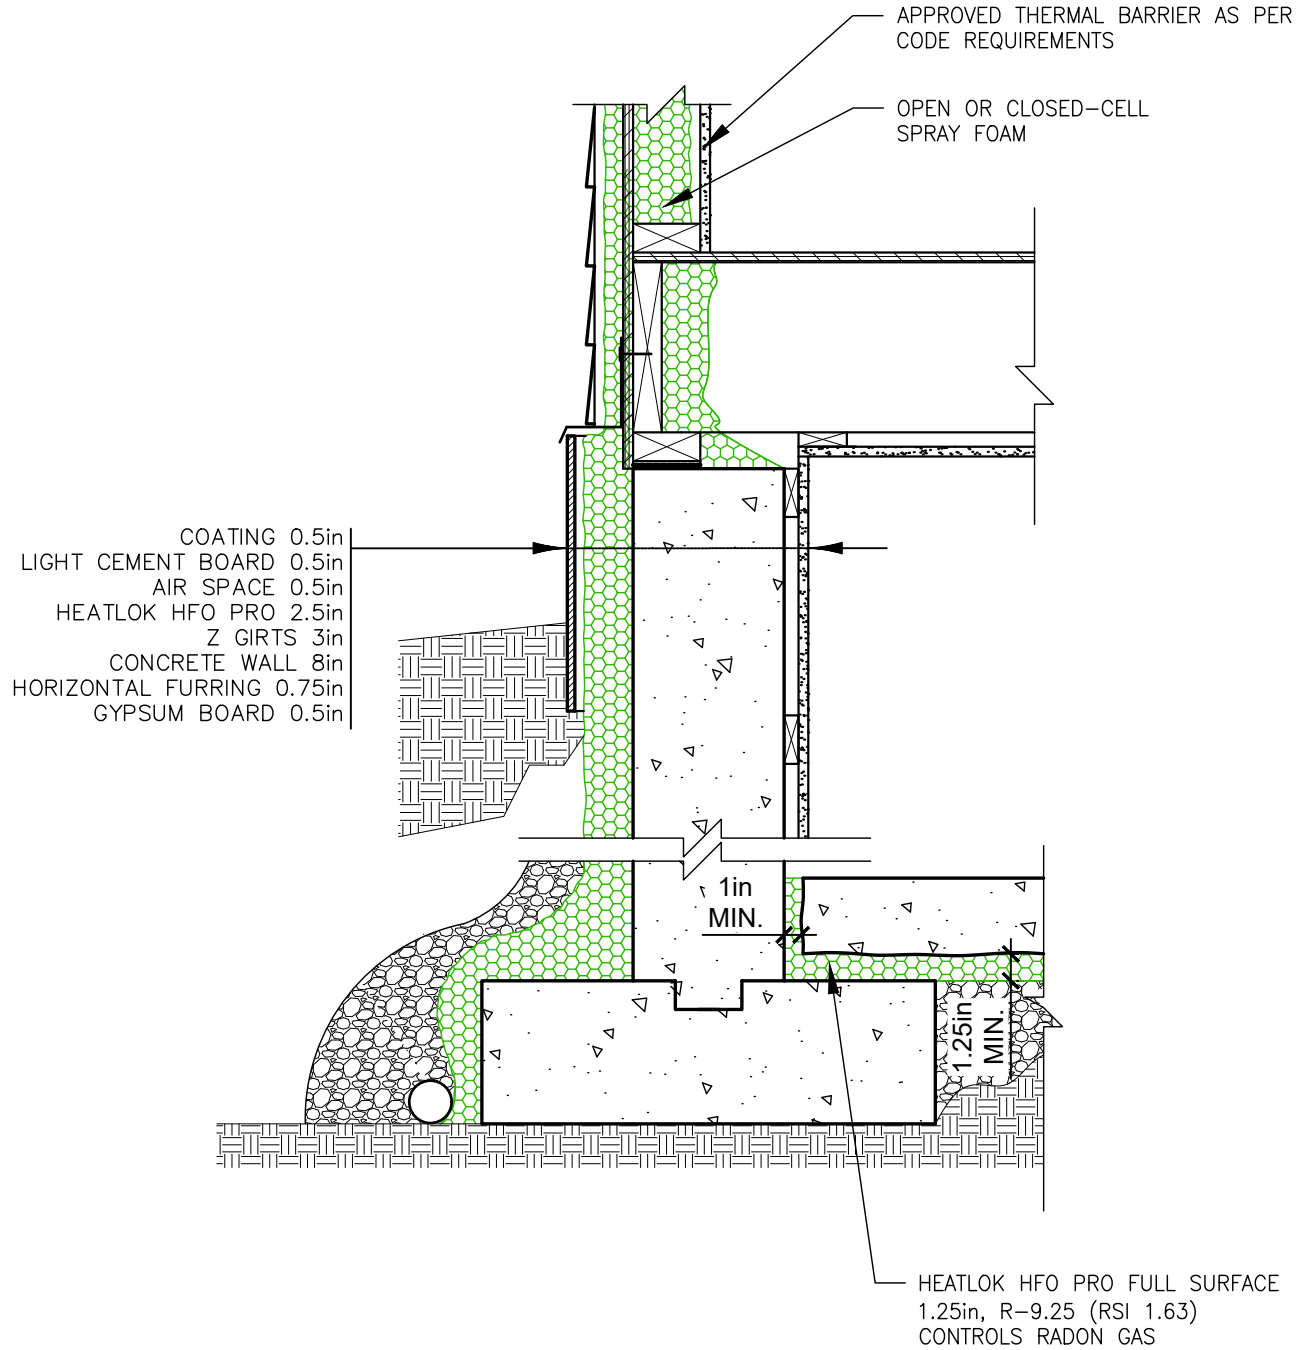 APPROVED THERMAL BARRIER AS PER
CODE REQUIREMENTS
OPEN OR CLOSED-CELL
SPRAY FOAM
COATING 0.5in
LIGHT CEMENT BOARD 0.5in
AIR SPACE 0.5in
HEATLOK HFO PRO 2.5in
Z GIRTS 3in
CONCRETE WALL 8in
HORIZONTAL FURRING 0.75in
GYPSUM BOARD 0.5in
1in
MIN.
1.25in
MIN.
HEATLOK HFO PRO FULL SURFACE
1.25in, R-9.25 (RSI 1.63)
CONTROLS RADON GAS